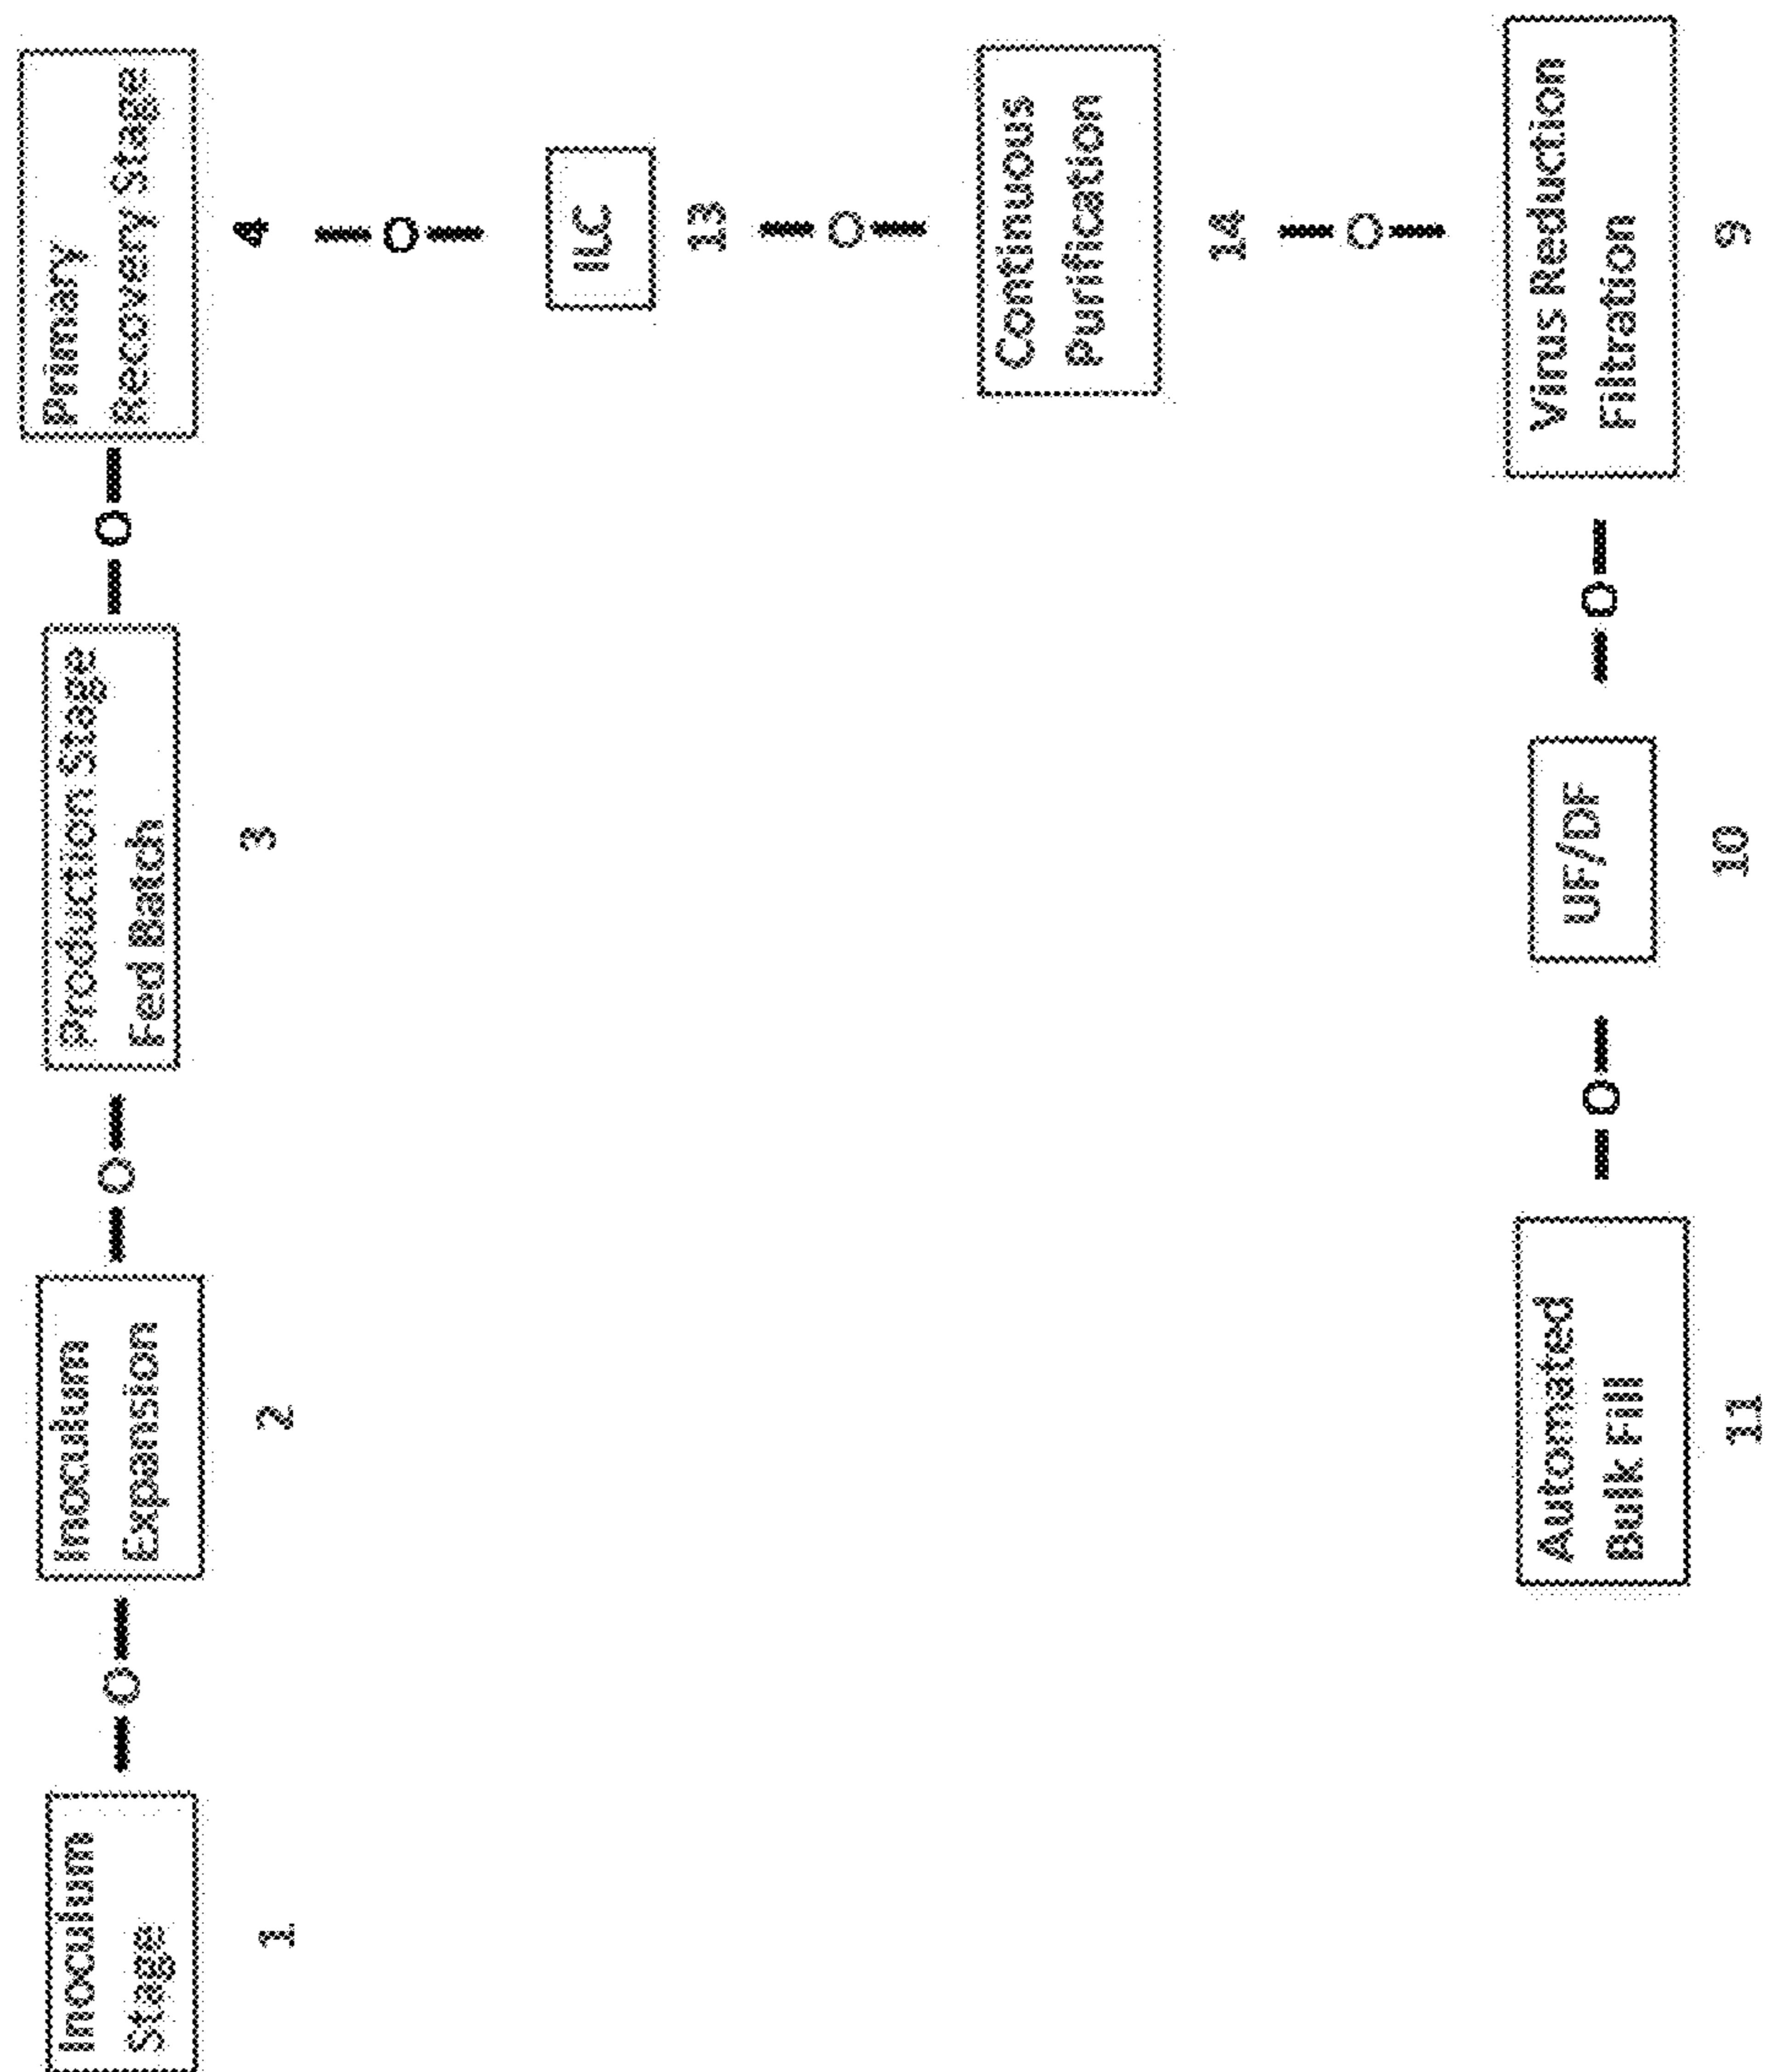 Inoculum
Stage
1
Inoculum
Expansion
2
Production Stage
Fed Batch
3
Primary
Recovery Stage
4
ILC
13
Continuous
Purification
14
Virus Reduction
Filtration
9
UF/DF
10
Automated
Bulk Fill
11